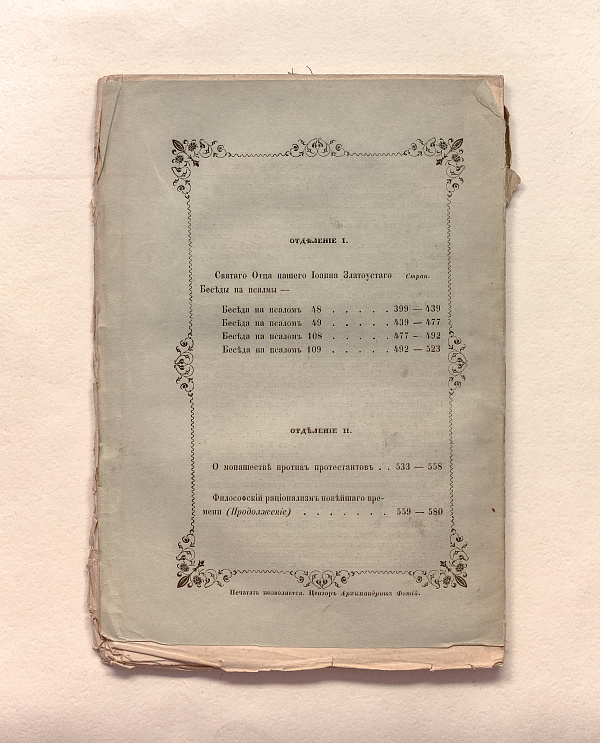 ОТДѢЛЕНІЕ I.
Святаго Отца нашего Іоанна Златоустаго Стран.
Бесѣды на псалмы —
Бесѣда на псаломъ 48 . . . . . 399 — 439
Бесѣда на псаломъ 49 . . . . . 439 — 477
Бесѣда на псаломъ 108 . . . . . 477 — 492
Бесѣда на псаломъ 109 . . . . . 492 — 523
ОТДѢЛЕНІЕ II.
О монашествѣ противъ протестантовъ . . 533 — 558
Философскій раціонализмъ новѣйшаго вре-
мени (Продолженіе) . . . . . . . 559 — 580
Печатать позволяется. Цензоръ Архимандритъ Фотій.